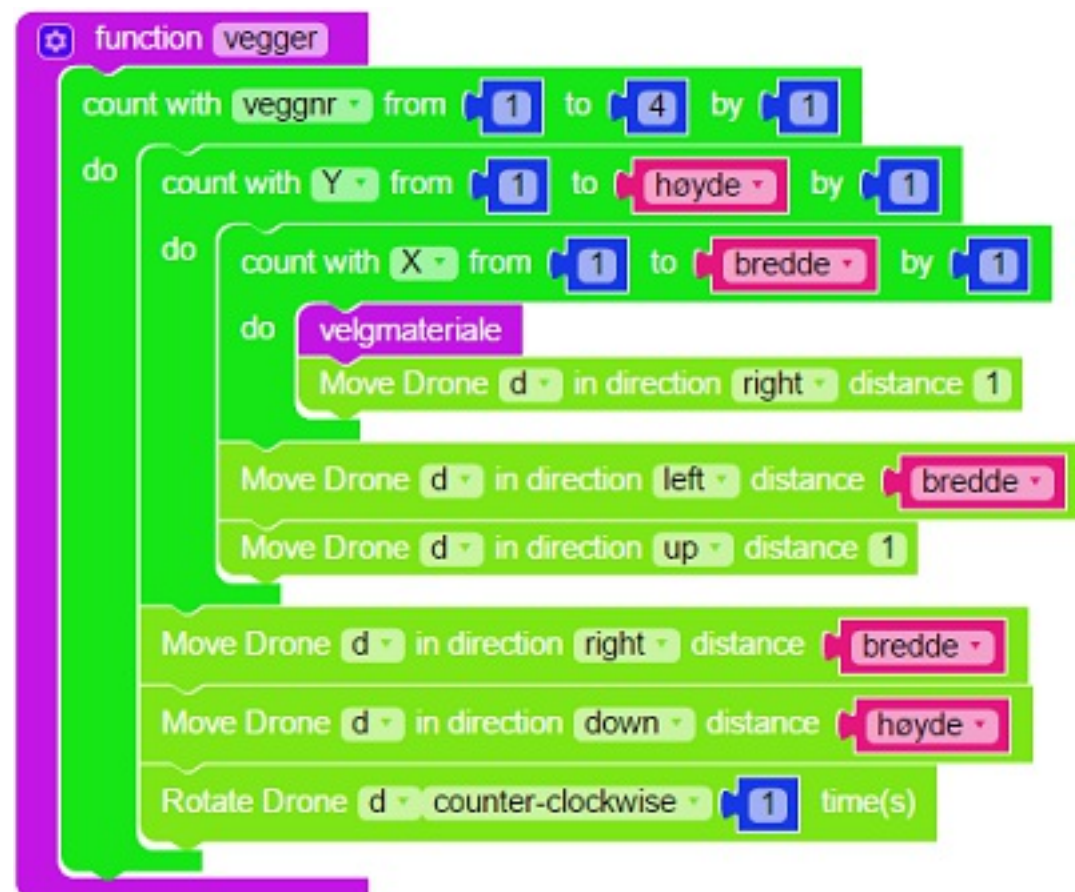 function vegger
count with veggnr from 1 to 4 by 1
do count with Y from 1 to høyde by 1
do count with X from 1 to bredde by 1
do velgmateriale
Move Drone d in direction right distance 1
Move Drone d in direction left distance bredde
Move Drone d in direction up distance 1
Move Drone d in direction right distance bredde
Move Drone d in direction down distance høyde
Rotate Drone d counter-clockwise 1 time(s)